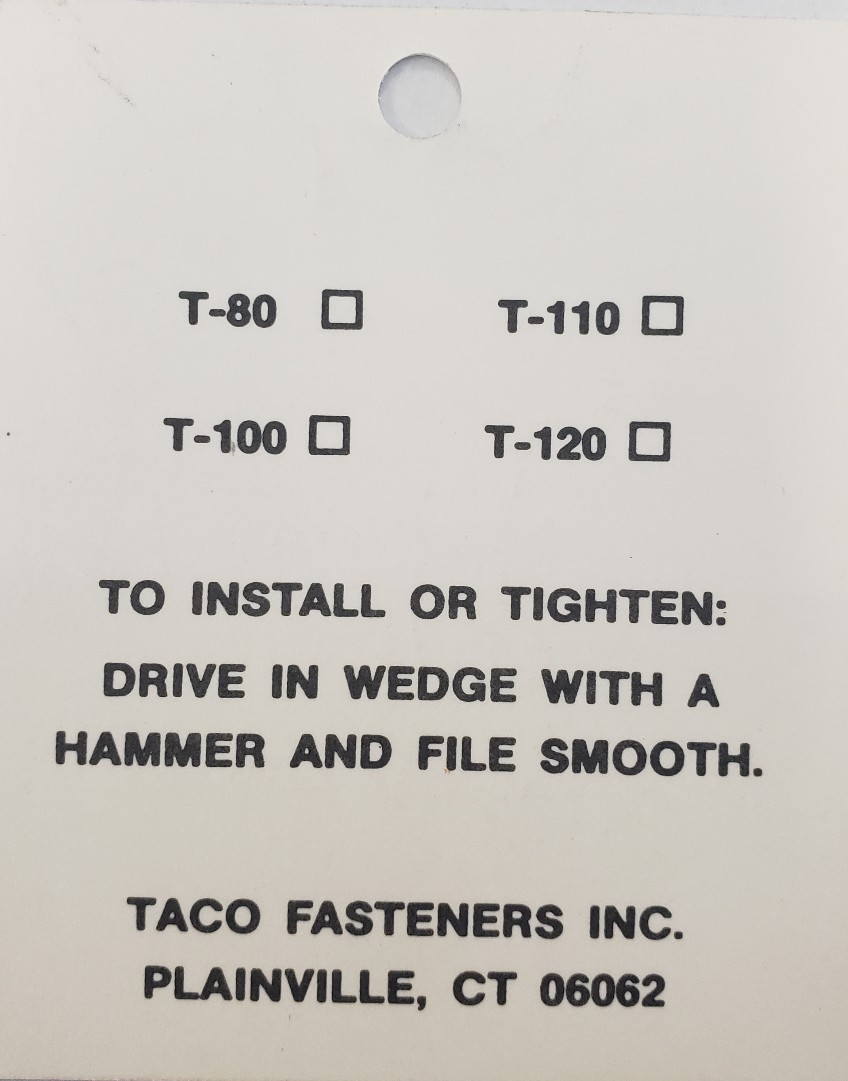 T-80 ☐ T-110 ☐
T-100 ☐ T-120 ☐
TO INSTALL OR TIGHTEN:
DRIVE IN WEDGE WITH A
HAMMER AND FILE SMOOTH.
TACO FASTENERS INC.
PLAINVILLE, CT 06062